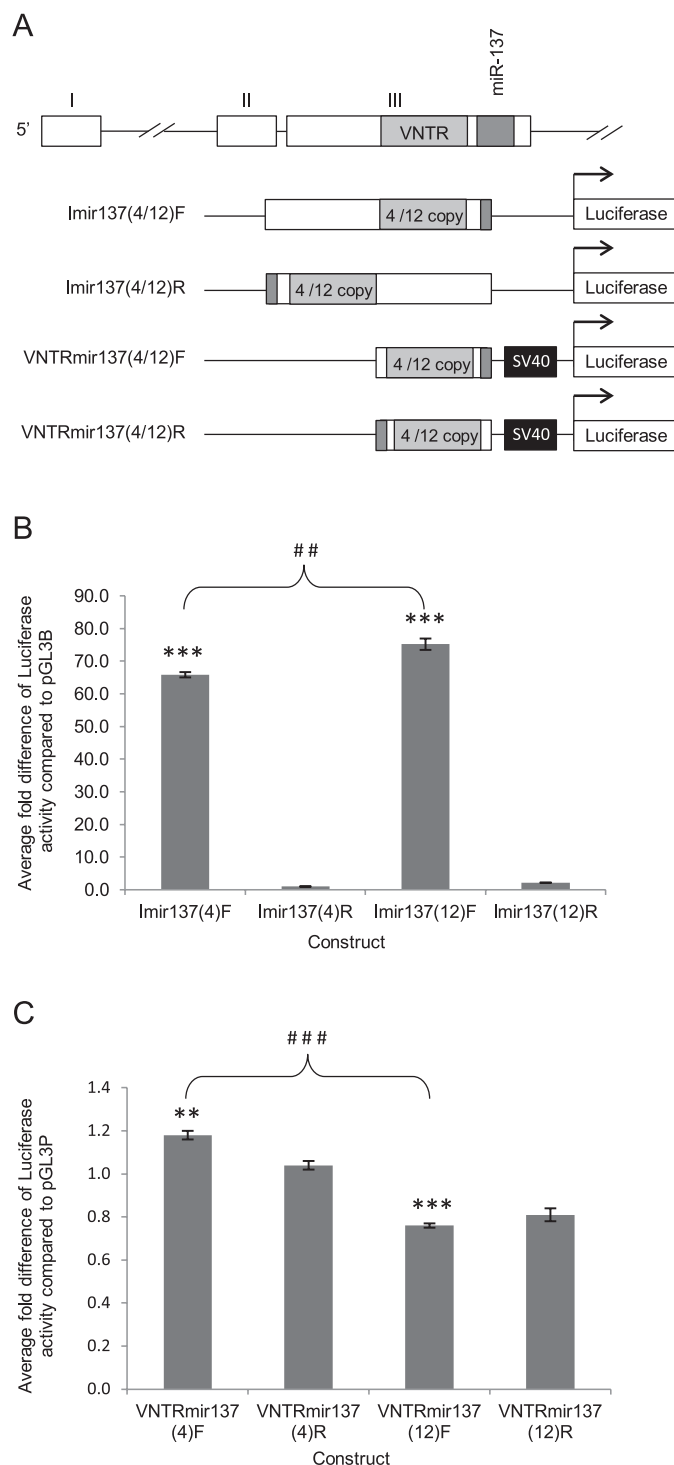 A
miR-137
I II III
5' VNTR
Imir137(4/12)F 4 /12 copy Luciferase
Imir137(4/12)R 4 /12 copy Luciferase
VNTRmir137(4/12)F 4 /12 copy SV40 Luciferase
VNTRmir137(4/12)R 4 /12 copy SV40 Luciferase
B
# #
Average fold difference of Luciferase
activity compared to pGL3B
90.0
80.0
70.0
60.0
50.0
40.0
30.0
20.0
10.0
0.0
*** ***
Imir137(4)F Imir137(4)R Imir137(12)F Imir137(12)R
Construct
C
# # #
Average fold difference of Luciferase
activity compared to pGL3P
1.4
1.2
1.0
0.8
0.6
0.4
0.2
0.0
** ***
VNTRmir137 VNTRmir137 VNTRmir137 VNTRmir137
(4)F (4)R (12)F (12)R
Construct